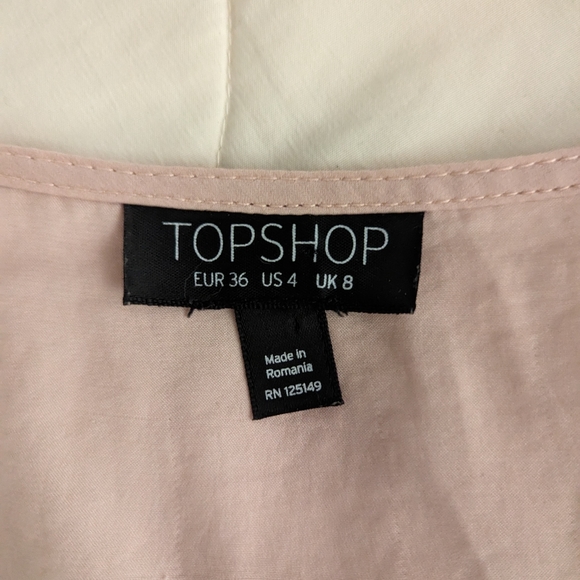 TOPSHOP
EUR 36 US 4 UK 8
Made in
Romania
RN 125149